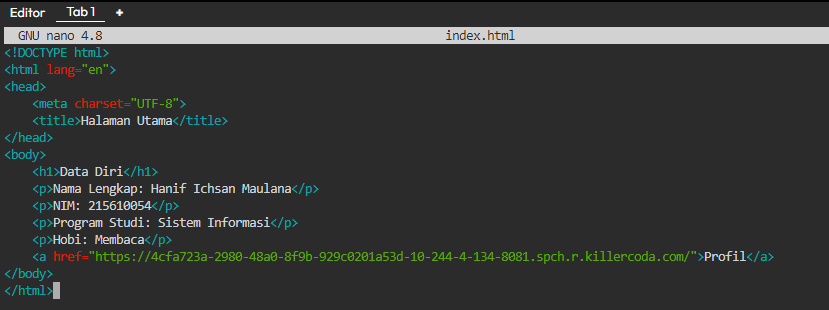 Editor Tab 1 +
GNU nano 4.8 index.html
<!DOCTYPE html>
<html lang="en">
<head>
    <meta charset="UTF-8">
    <title>Halaman Utama</title>
</head>
<body>
    <h1>Data Diri</h1>
    <p>Nama Lengkap: Hanif Ichsan Maulana</p>
    <p>NIM: 215610054</p>
    <p>Program Studi: Sistem Informasi</p>
    <p>Hobi: Membaca</p>
    <a href="https://4cfa723a-2980-48a0-8f9b-929c0201a53d-10-244-4-134-8081.spch.r.killercoda.com/">Profil</a>
</body>
</html>